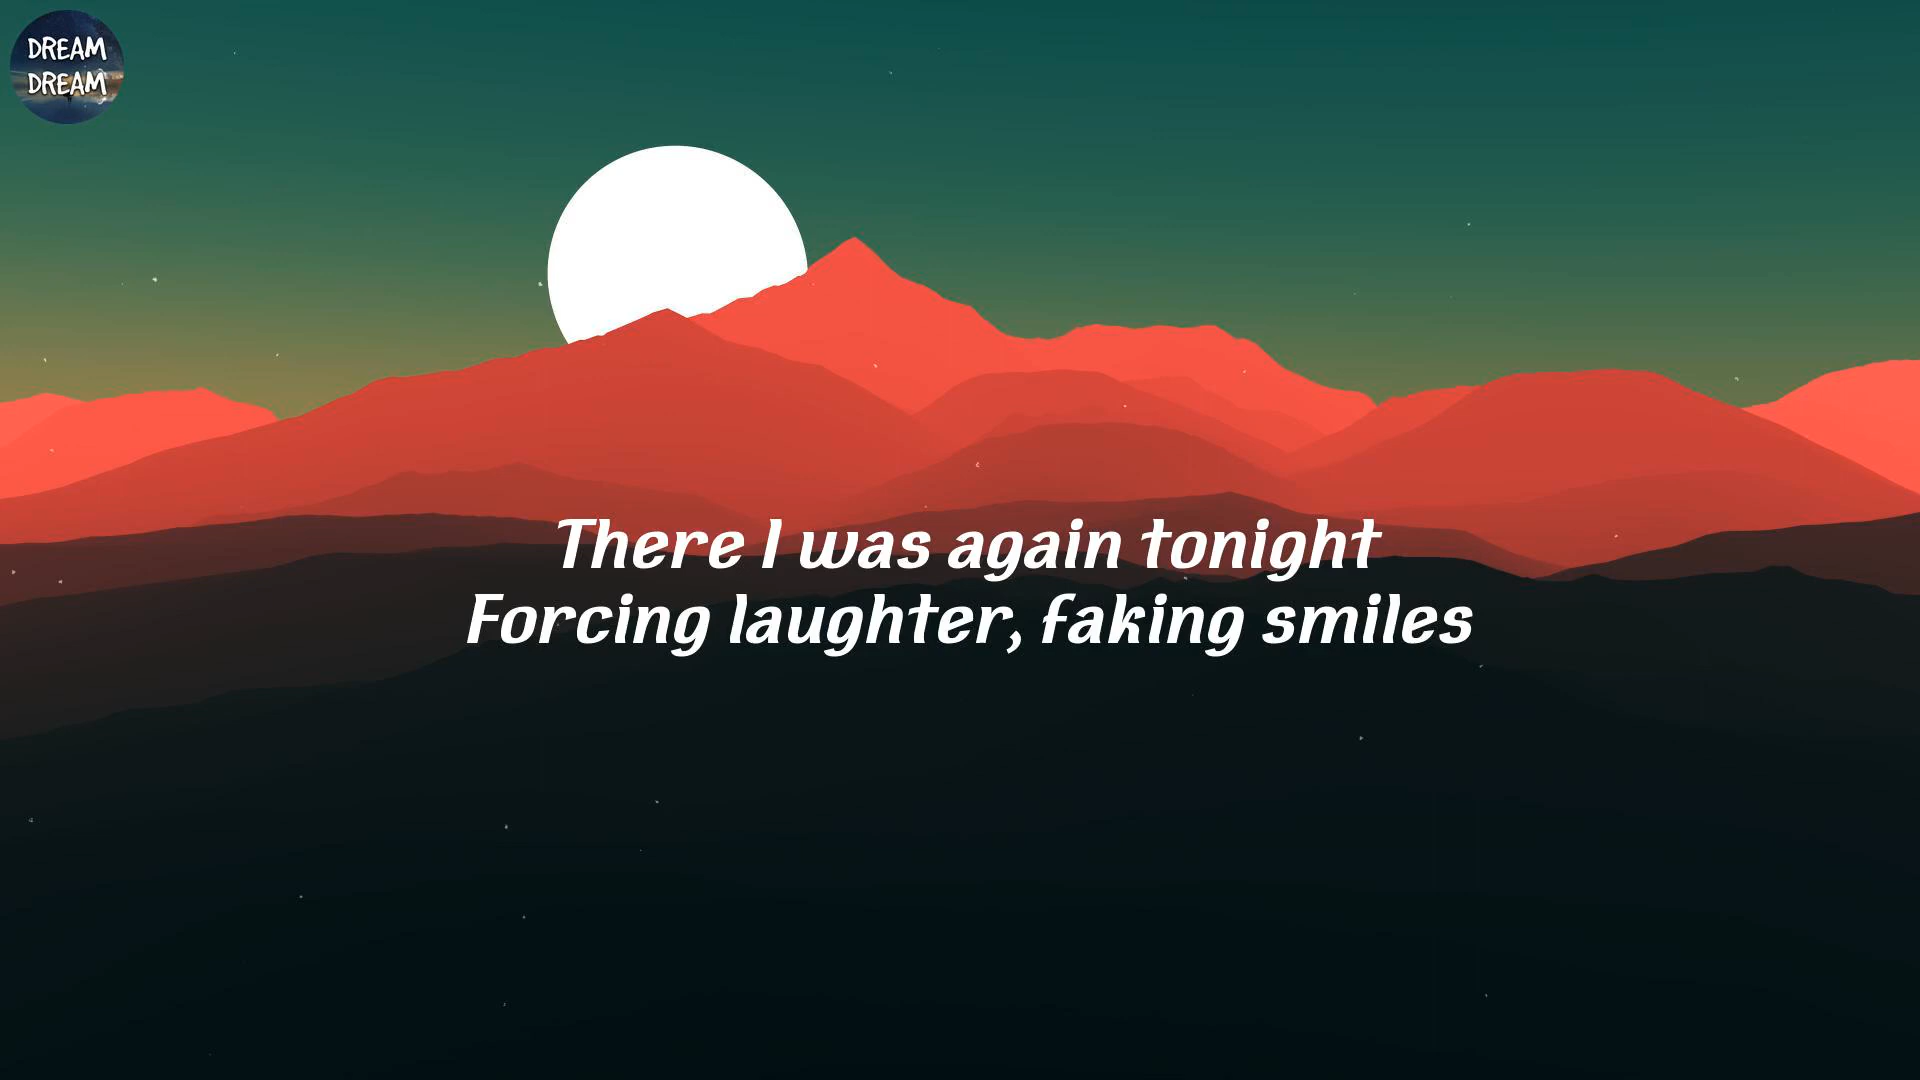 DREAM
DREAM
There I was again tonight
Forcing laughter, faking smiles